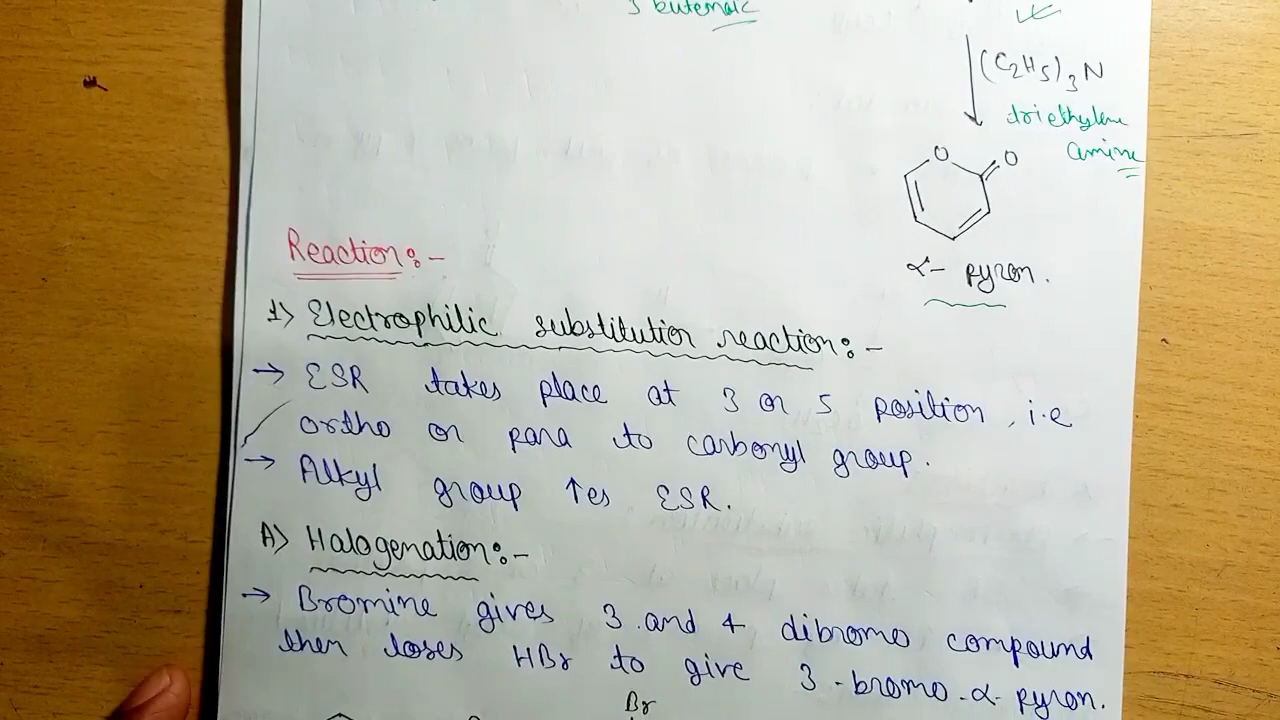 3 butenoic
(C2H5)3N
triethylene
amine
O
O
α- pyron.
Reaction:-
1) Electrophilic substitution reaction:-
→ ESR takes place at 3 or 5 position, i.e
ortho or para to carbonyl group.
→ Alkyl group ↑es ESR.
A) Halogenation:-
→ Bromine gives 3 and 4 dibromo compound
then loses HBr to give 3-bromo-α-pyron.
Br